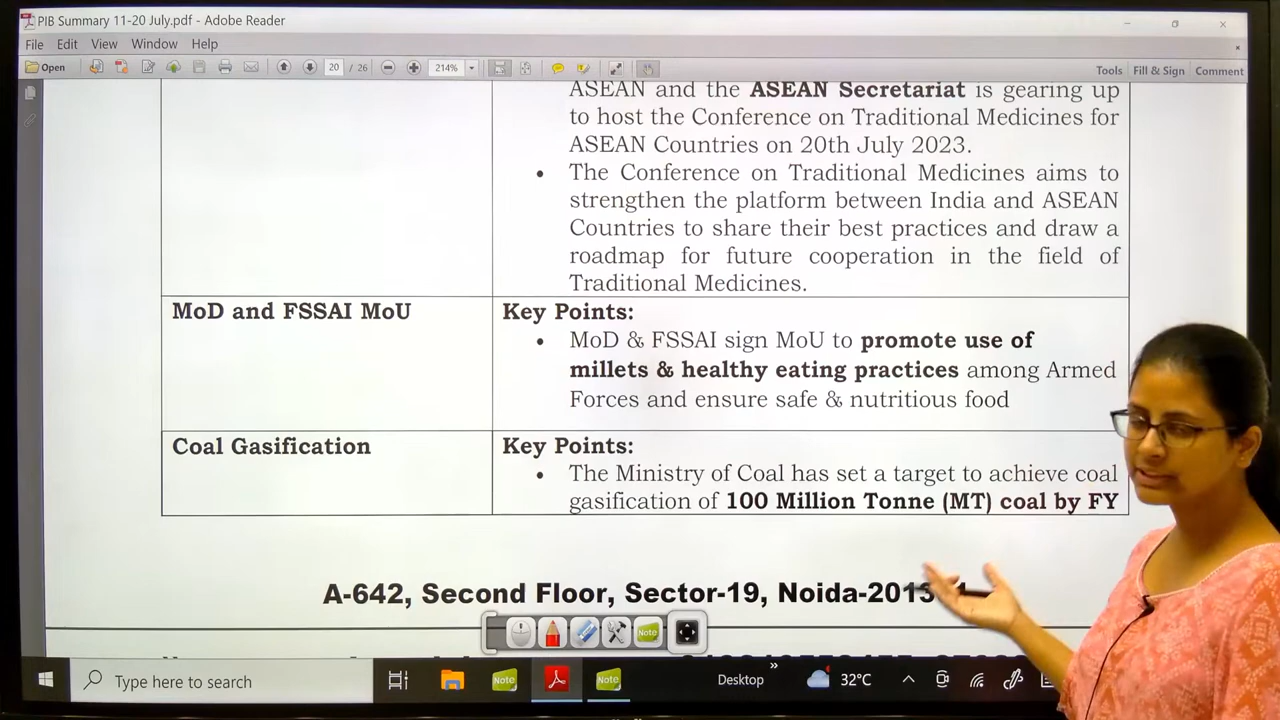 PIB Summary 11-20 July.pdf - Adobe Reader
File Edit View Window Help
Open 20 / 26 214% Tools Fill & Sign Comment
ASEAN and the ASEAN Secretariat is gearing up
to host the Conference on Traditional Medicines for
ASEAN Countries on 20th July 2023.
• The Conference on Traditional Medicines aims to
strengthen the platform between India and ASEAN
Countries to share their best practices and draw a
roadmap for future cooperation in the field of
Traditional Medicines.
MoD and FSSAI MoU
Key Points:
• MoD & FSSAI sign MoU to promote use of
millets & healthy eating practices among Armed
Forces and ensure safe & nutritious food
Coal Gasification
Key Points:
• The Ministry of Coal has set a target to achieve coal
gasification of 100 Million Tonne (MT) coal by FY
A-642, Second Floor, Sector-19, Noida-
Note
Type here to search
Note
Note
Desktop
32°C